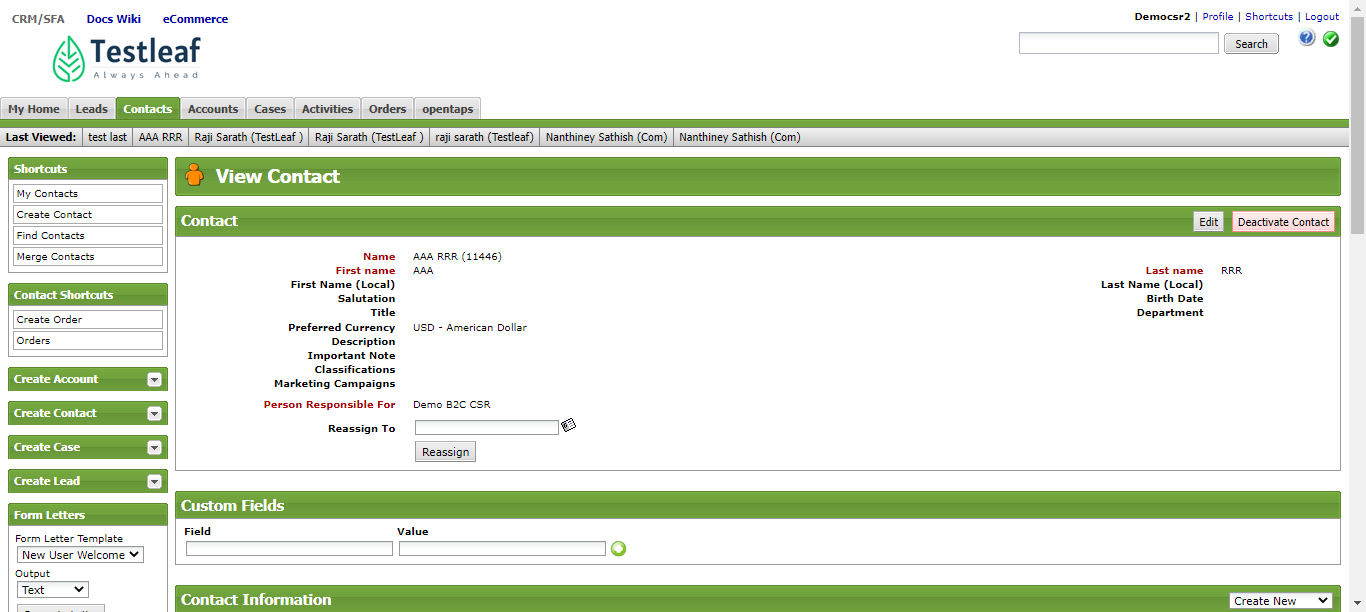 CRM/SFA Docs Wiki eCommerce
Democsr2 | Profile | Shortcuts | Logout
Testleaf
Always Ahead
Search
My Home Leads Contacts Accounts Cases Activities Orders opentaps
Last Viewed: test last AAA RRR Raji Sarath (TestLeaf ) Raji Sarath (TestLeaf ) raji sarath (Testleaf) Nanthiney Sathish (Com) Nanthiney Sathish (Com)
Shortcuts
My Contacts
Create Contact
Find Contacts
Merge Contacts
Contact Shortcuts
Create Order
Orders
Create Account
Create Contact
Create Case
Create Lead
Form Letters
Form Letter Template
New User Welcome
Output
Text
View Contact
Contact Edit Deactivate Contact
Name AAA RRR (11446)
First name AAA Last name RRR
First Name (Local) Last Name (Local)
Salutation Birth Date
Title Department
Preferred Currency USD - American Dollar
Description
Important Note
Classifications
Marketing Campaigns
Person Responsible For Demo B2C CSR
Reassign To
Reassign
Custom Fields
Field Value
Contact Information Create New